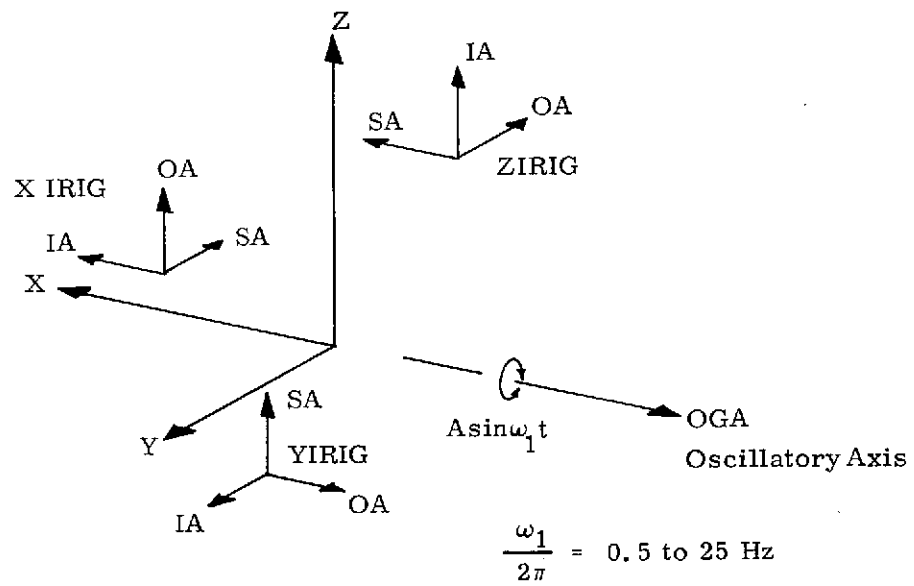 Z
IA
SA
OA
ZIRIG
OA
X IRIG
SA
IA
X
SA
Y
YIRIG
IA
OA
Asinω₁t
OGA
Oscillatory Axis
ω₁/2π = 0.5 to 25 Hz